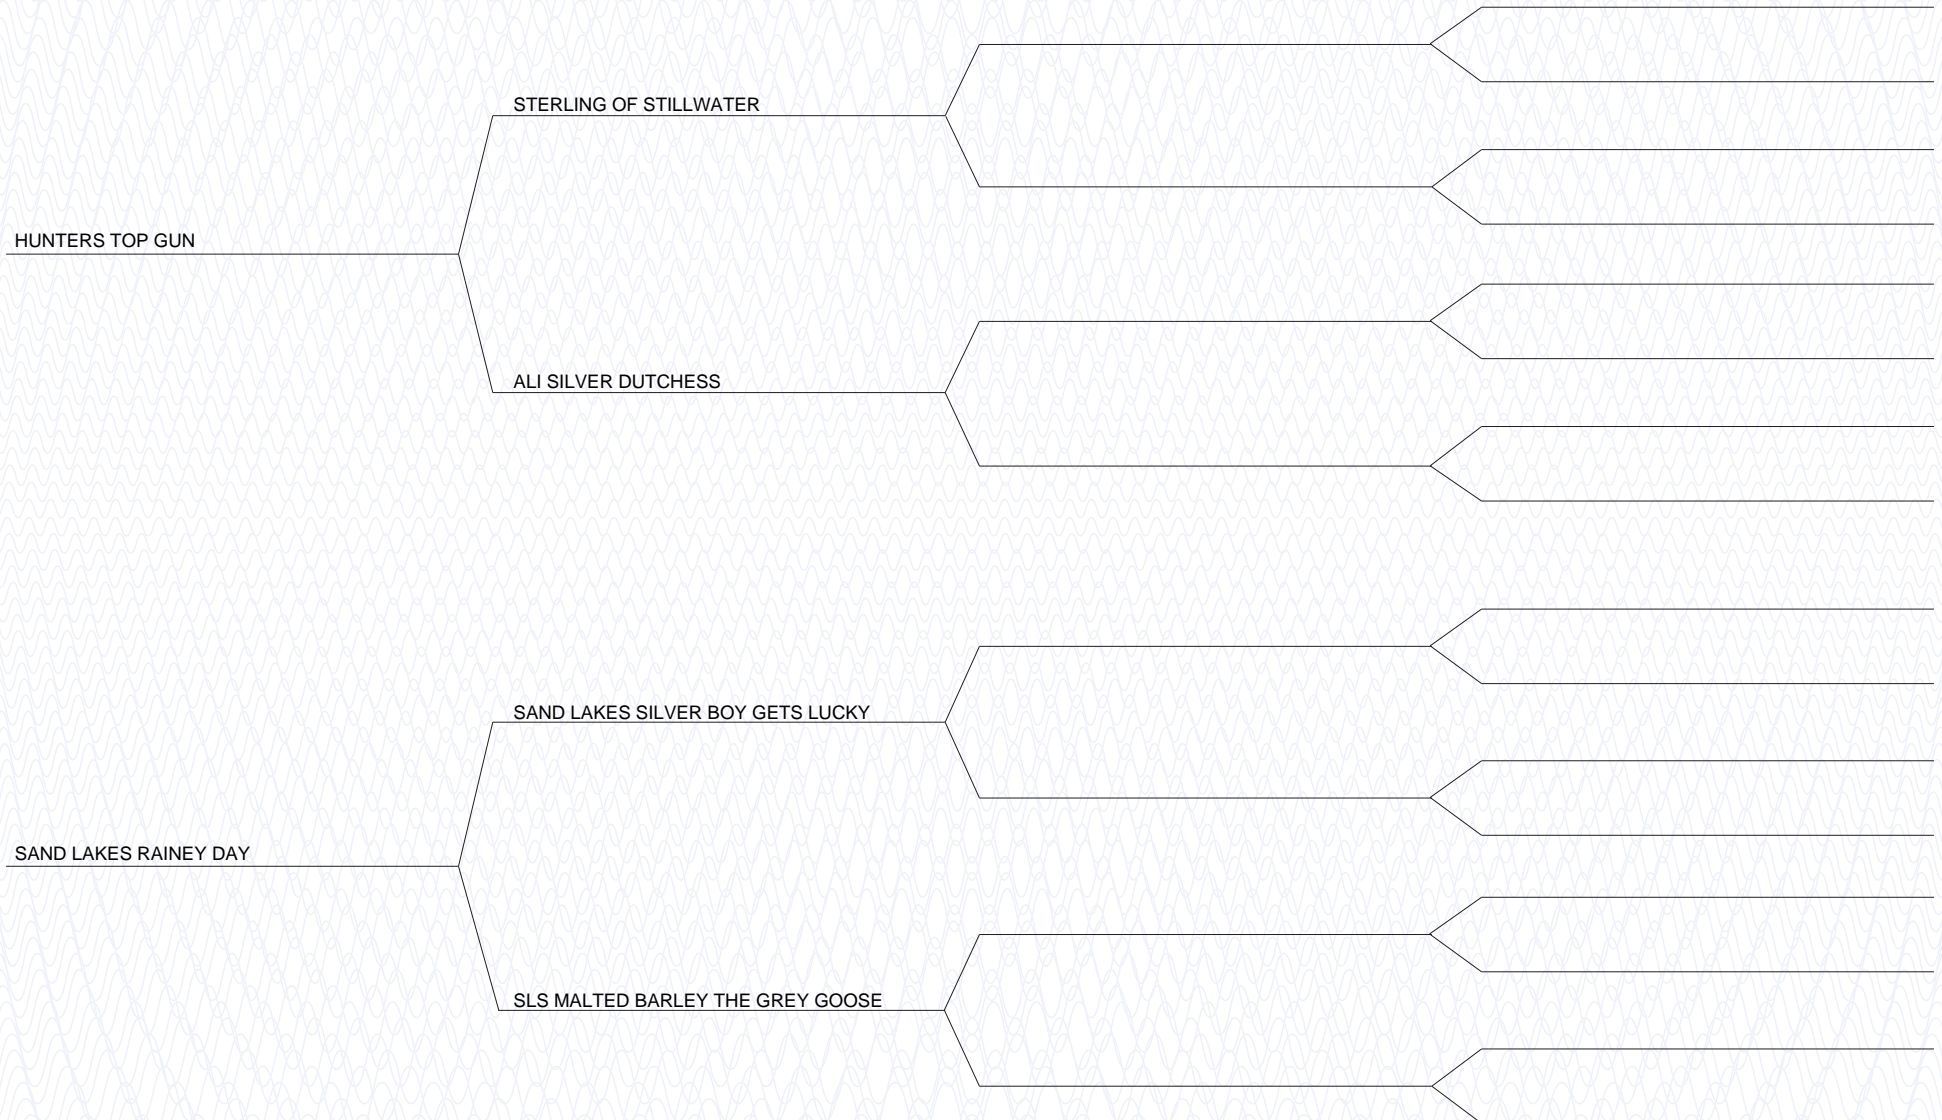 STERLING OF STILLWATER
HUNTERS TOP GUN
ALI SILVER DUTCHESS
SAND LAKES SILVER BOY GETS LUCKY
SAND LAKES RAINEY DAY
SLS MALTED BARLEY THE GREY GOOSE